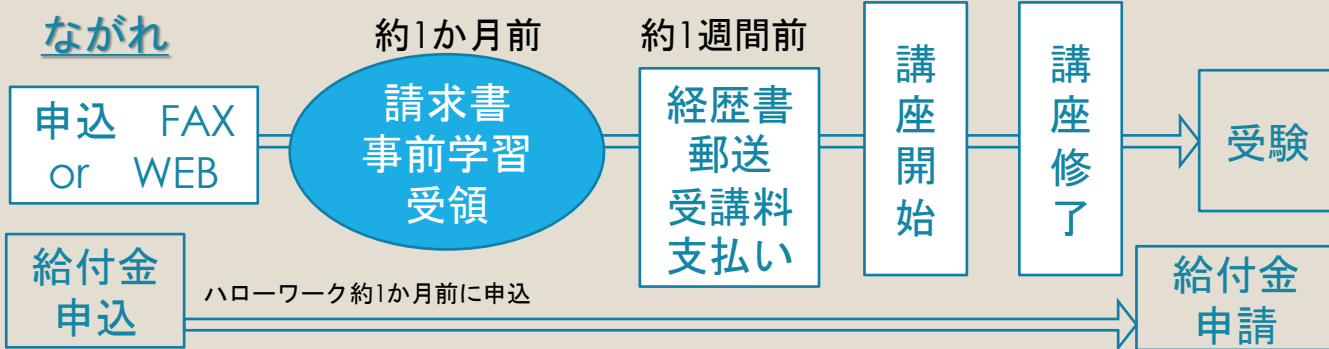 ながれ
約1か月前
約1週間前
申込　FAX
or　WEB
請求書
事前学習
受領
経歴書
郵送
受講料
支払い
講座開始
講座修了
受験
給付金
申込
ハローワーク約1か月前に申込
給付金
申請